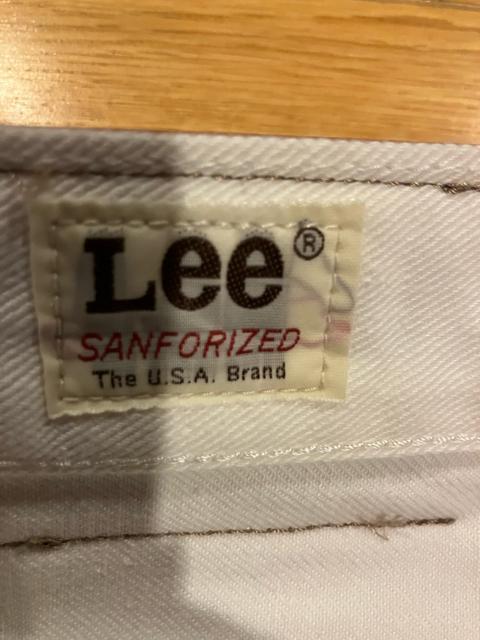 Lee®
SANFORIZED
The U.S.A. Brand